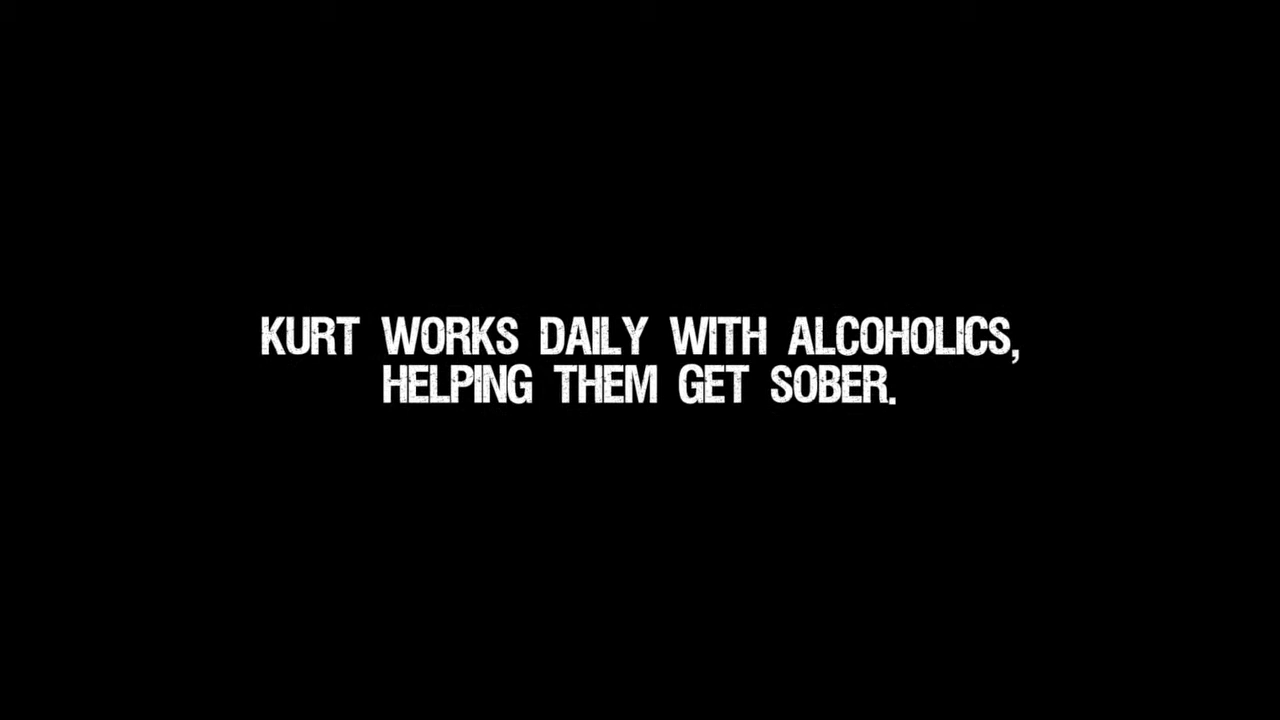 KURT WORKS DAILY WITH ALCOHOLICS,
HELPING THEM GET SOBER.